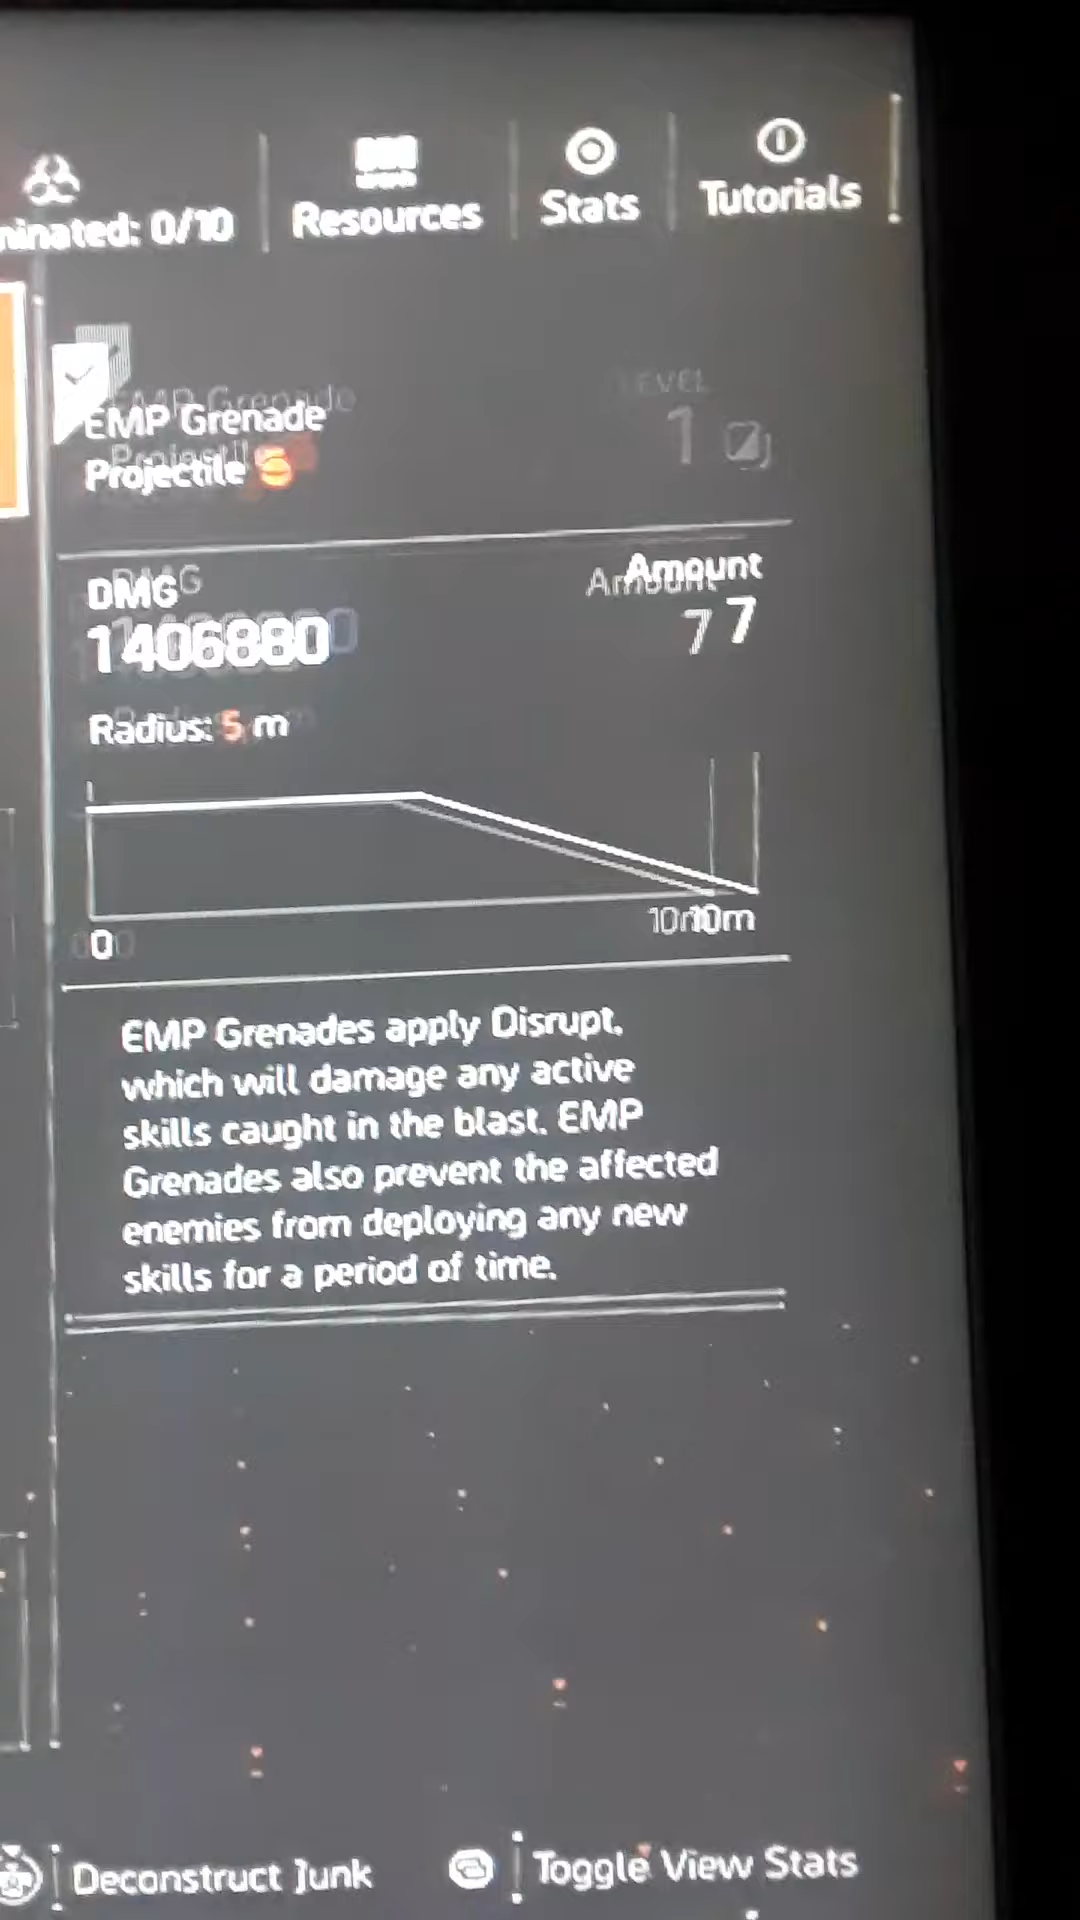 minated: 0/10
Resources
Stats
Tutorials
EMP Grenade
Projectile 5
LEVEL
1
DMG
1406880
Amount
7
Radius: 5 m
0
10m
EMP Grenades apply Disrupt,
which will damage any active
skills caught in the blast. EMP
Grenades also prevent the affected
enemies from deploying any new
skills for a period of time.
Deconstruct Junk
Toggle View Stats